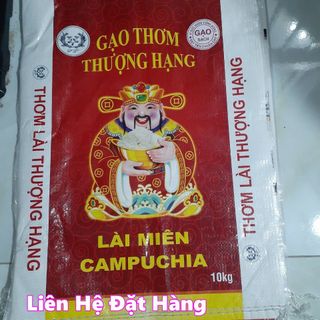 GẠO THƠM
THƯỢNG HẠNG
GẠO
SẠCH
THƠM LÀI THƯỢNG HẠNG
THƠM LÀI THƯỢNG HẠNG
LÀI MIÊN
CAMPUCHIA
10kg
Liên Hệ Đặt Hàng